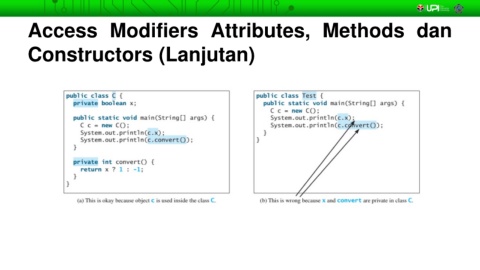 UPI
Access Modifiers Attributes, Methods dan
Constructors (Lanjutan)
public class C {
private boolean x;
public static void main(String[] args) {
C c = new C();
System.out.println(c.x);
System.out.println(c.convert());
}
private int convert() {
return x ? 1 : -1;
}
}
(a) This is okay because object c is used inside the class C.
public class Test {
public static void main(String[] args) {
C c = new C();
System.out.println(c.x);
System.out.println(c.convert());
}
}
(b) This is wrong because x and convert are private in class C.